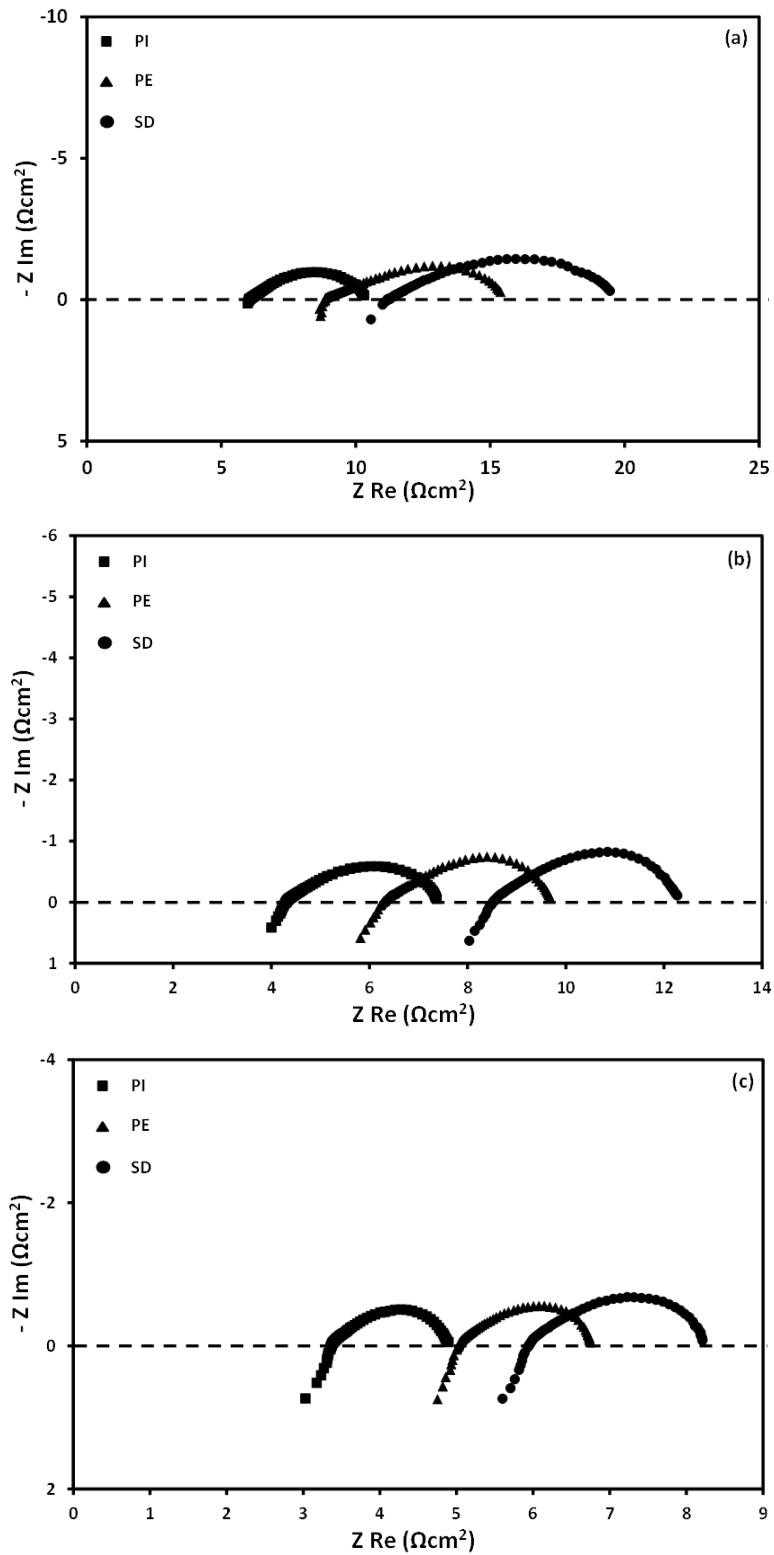 -10
(a)
PI
PE
SD
-5
- Z Im (Ωcm²)
0
5
0 5 10 15 20 25
Z Re (Ωcm²)
-6
(b)
PI
-5
PE
-4
SD
-3
- Z Im (Ωcm²)
-2
-1
0
1
0 2 4 6 8 10 12 14
Z Re (Ωcm²)
-4
(c)
PI
PE
SD
-2
- Z Im (Ωcm²)
0
2
0 1 2 3 4 5 6 7 8 9
Z Re (Ωcm²)